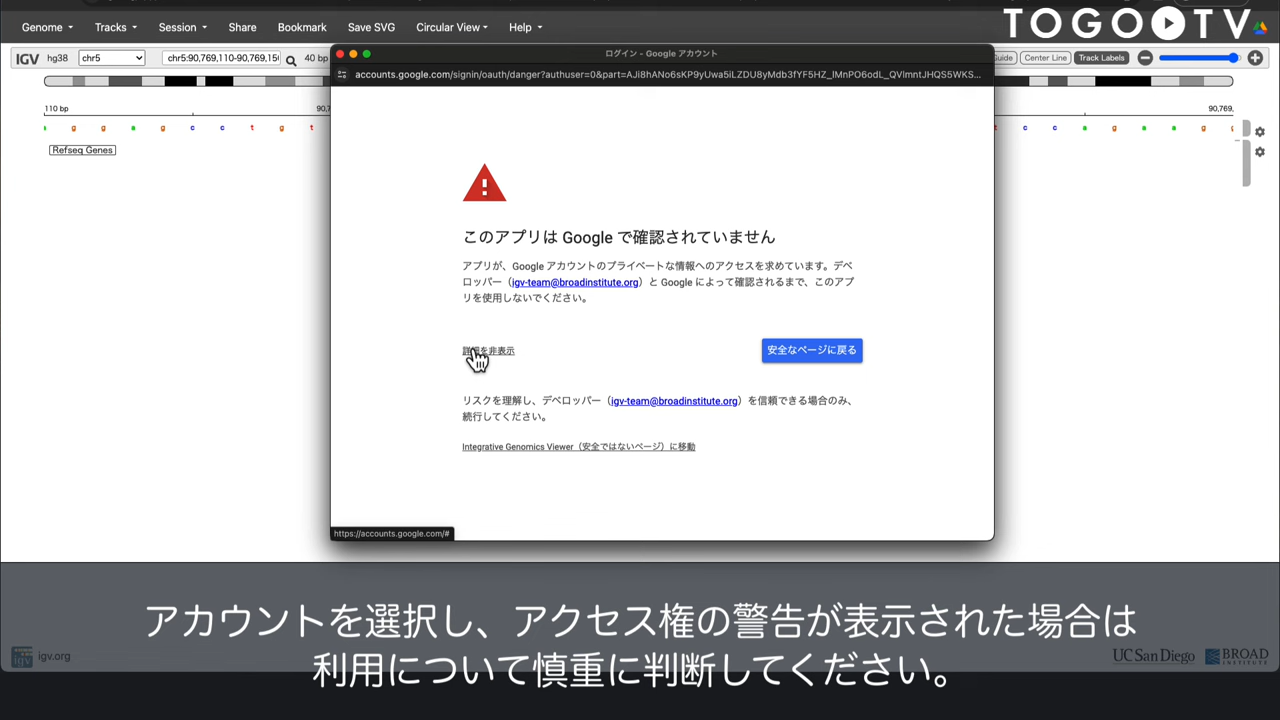 Genome Tracks Session Share Bookmark Save SVG Circular View Help
TOGO TV
IGV hg38 chr5 chr5:90,769,110-90,769,15 40 bp
Center Line Track Labels
ログイン - Google アカウント
110 bp
90,769,
a g g a g c c t g t t
t c c a g a a g
Refseq Genes
このアプリは Google で確認されていません
アプリが、Google アカウントのプライベートな情報へのアクセスを求めています。デベ
ロッパー（igv-team@broadinstitute.org）と Google によって確認されるまで、このアプ
リを使用しないでください。
を非表示
安全なページに戻る
リスクを理解し、デベロッパー（igv-team@broadinstitute.org）を信頼できる場合のみ、
続行してください。
Integrative Genomics Viewer（安全ではないページ）に移動
https://accounts.google.com/#
アカウントを選択し、アクセス権の警告が表示された場合は
利用について慎重に判断してください。
igv igv.org
UC San Diego
BROAD
INSTITUTE